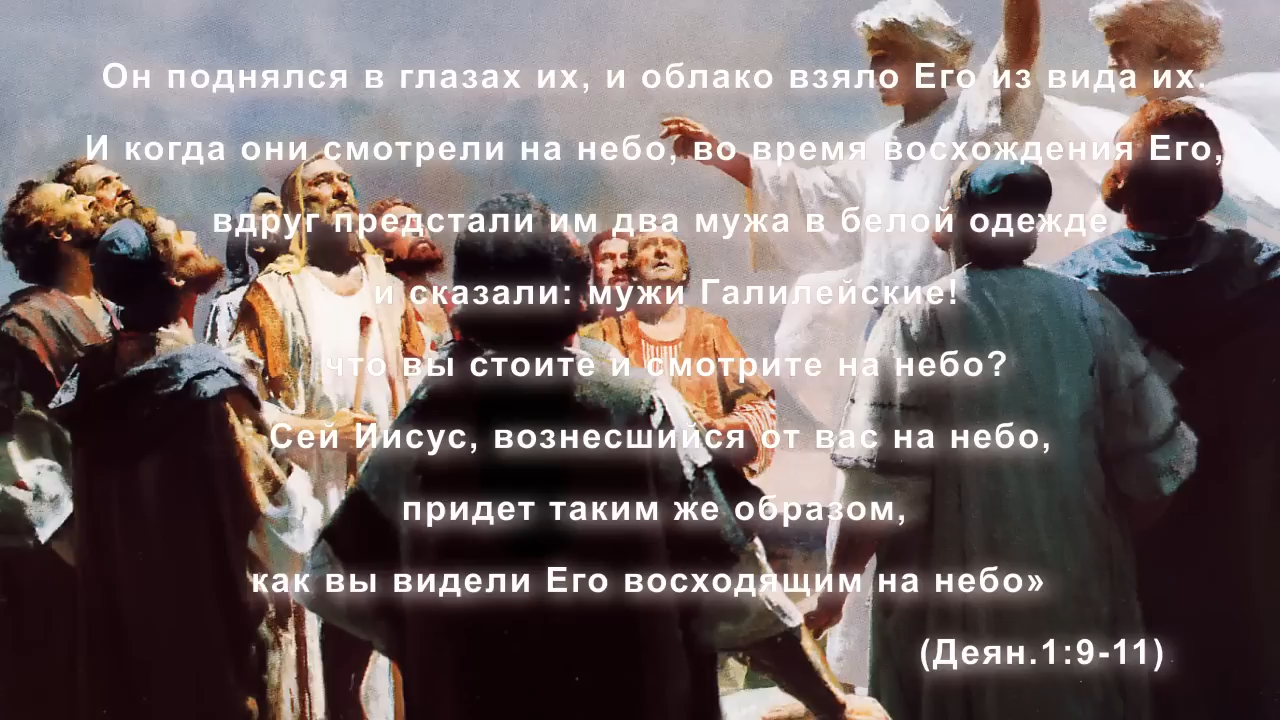 Он поднялся в глазах их, и облако взяло Его из вида их.
И когда они смотрели на небо, во время восхождения Его,
вдруг предстали им два мужа в белой одежде
и сказали: мужи Галилейские!
что вы стоите и смотрите на небо?
Сей Иисус, вознесшийся от вас на небо,
придет таким же образом,
как вы видели Его восходящим на небо»
(Деян.1:9-11)